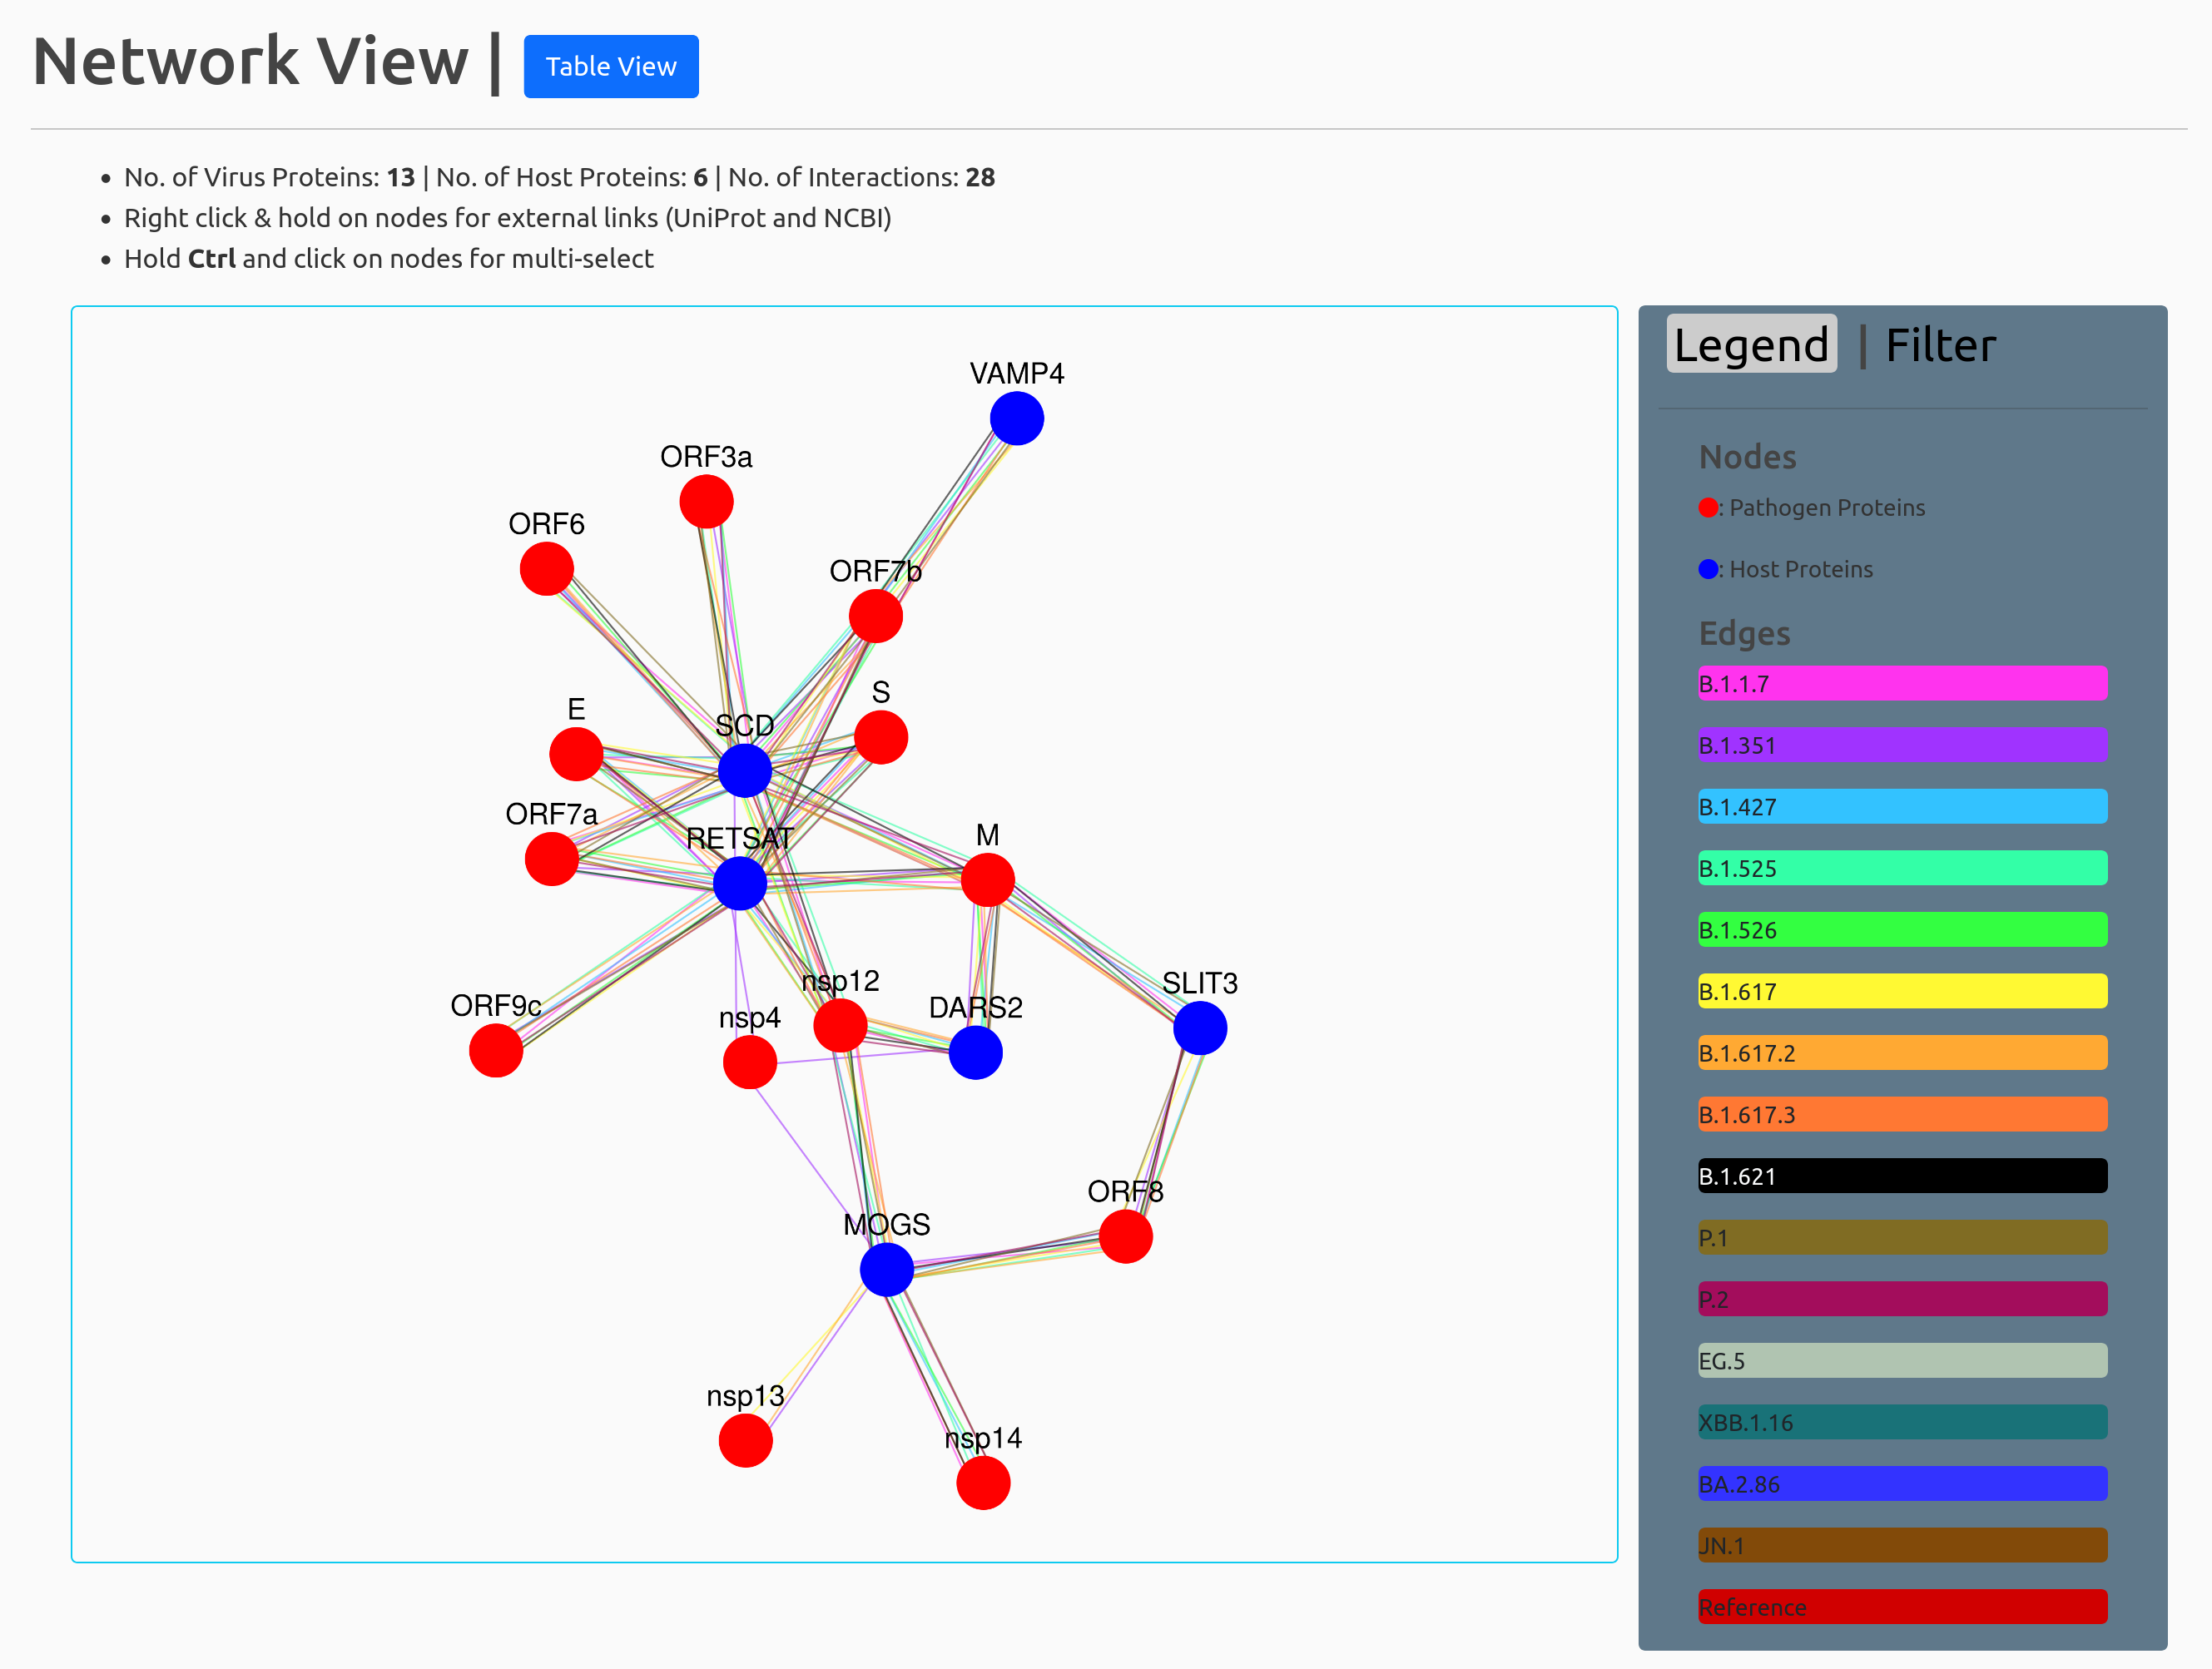 Network View | Table View
No. of Virus Proteins: 13 | No. of Host Proteins: 6 | No. of Interactions: 28
Right click & hold on nodes for external links (UniProt and NCBI)
Hold Ctrl and click on nodes for multi-select
VAMP4
ORF3a
ORF6
ORF7b
S
E
SCD
ORF7a
RETSAT
M
nsp12
SLIT3
ORF9c
DARS2
nsp4
ORF8
MOGS
nsp13
nsp14
Legend | Filter
Nodes
: Pathogen Proteins
: Host Proteins
Edges
B.1.1.7
B.1.351
B.1.427
B.1.525
B.1.526
B.1.617
B.1.617.2
B.1.617.3
B.1.621
P.1
P.2
EG.5
XBB.1.16
BA.2.86
JN.1
Reference